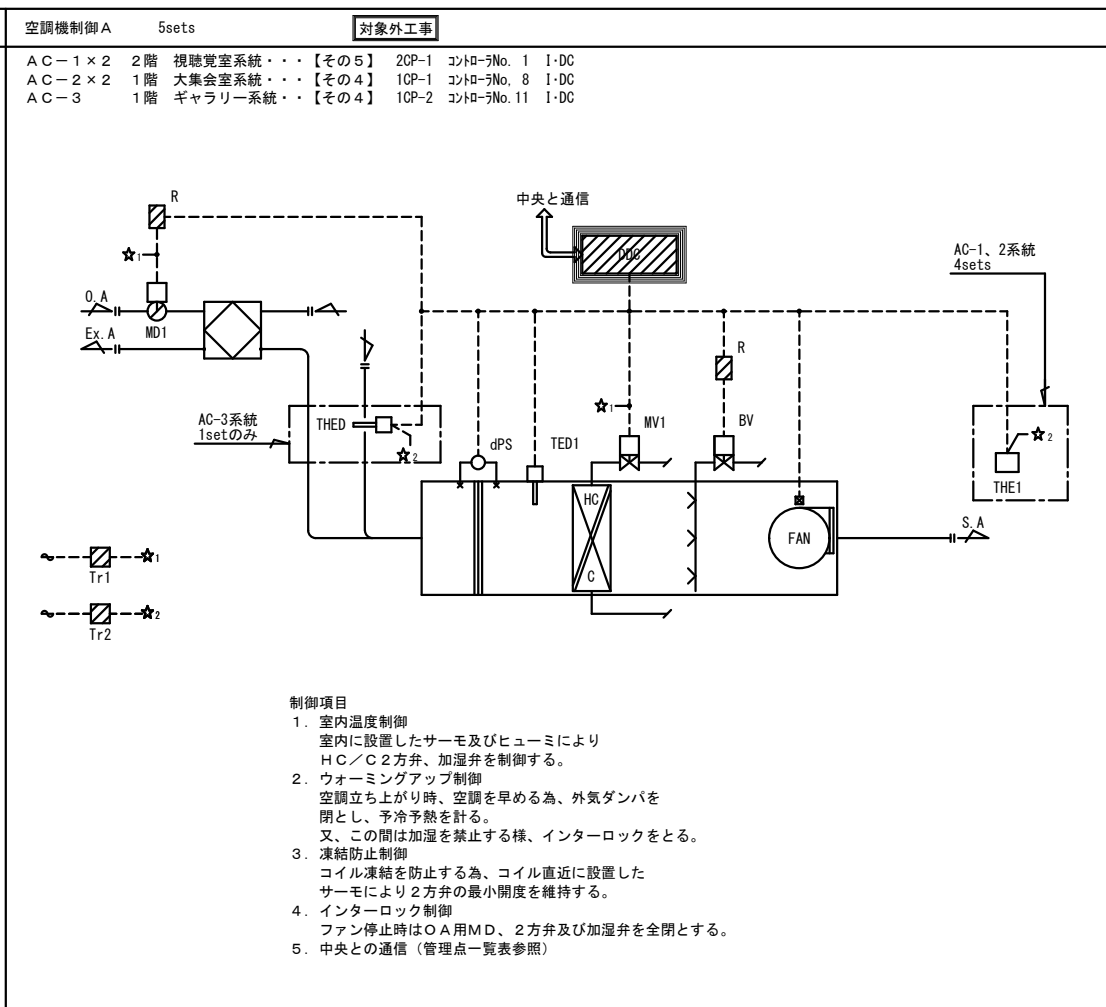 空調機制御A 5sets 対象外工事
AC－1×2 2階 視聴覚室系統・・・【その5】 2CP-1 ｺﾝﾄﾛｰﾗNo. 1 I･DC
AC－2×2 1階 大集会室系統・・・【その4】 1CP-1 ｺﾝﾄﾛｰﾗNo, 8 I･DC
AC－3 1階 ギャラリー系統・・【その4】 1CP-2 ｺﾝﾄﾛｰﾗNo.11 I･DC
R
中央と通信
DDC
AC-1、2系統
4sets
☆1
O.A
MD1
Ex.A
R
AC-3系統
1setのみ
THED
☆2
dPS
TED1
☆1
MV1
BV
☆2
THE1
HC
C
FAN
S.A
☆1
Tr1
☆2
Tr2
制御項目
1．室内温度制御
室内に設置したサーモ及びヒューミにより
HC／C2方弁、加湿弁を制御する。
2．ウォーミングアップ制御
空調立ち上がり時、空調を早める為、外気ダンパを
閉とし、予冷予熱を計る。
又、この間は加湿を禁止する様、インターロックをとる。
3．凍結防止制御
コイル凍結を防止する為、コイル直近に設置した
サーモにより2方弁の最小開度を維持する。
4．インターロック制御
ファン停止時はOA用MD、2方弁及び加湿弁を全閉とする。
5．中央との通信（管理点一覧表参照）